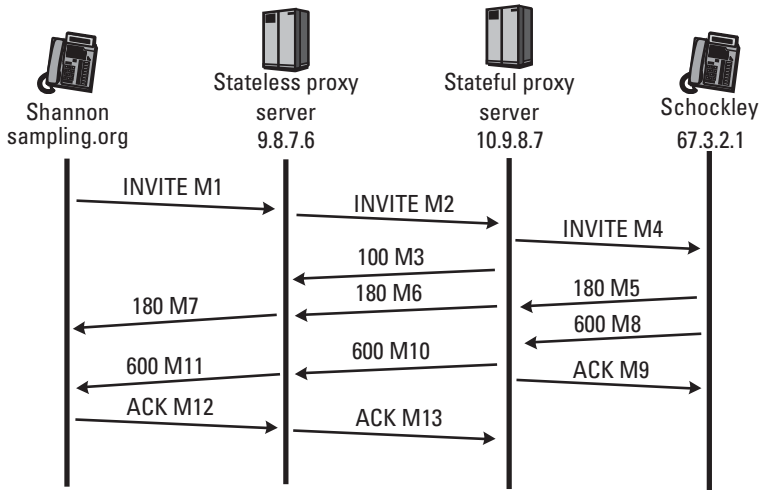 Shannon
sampling.org
Stateless proxy
server
9.8.7.6
Stateful proxy
server
10.9.8.7
Schockley
67.3.2.1
INVITE M1
INVITE M2
INVITE M4
100 M3
180 M5
180 M6
180 M7
600 M8
600 M10
600 M11
ACK M9
ACK M12
ACK M13